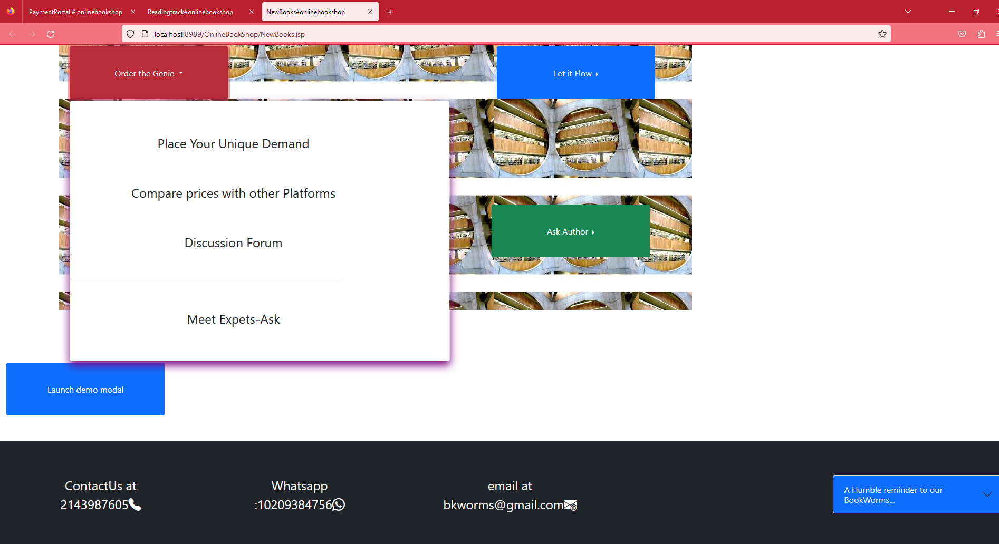 PaymentPortal # onlinebookshop
Readingtrack#onlinebookshop
NewBooks#onlinebookshop
localhost:8989/OnlineBookShop/NewBooks.jsp
Order the Genie
Let it Flow
Place Your Unique Demand
Compare prices with other Platforms
Discussion Forum
Ask Author
Meet Expets-Ask
Launch demo modal
ContactUs at
2143987605
Whatsapp
:10209384756
email at
bkworms@gmail.com
A Humble reminder to our
BookWorms...